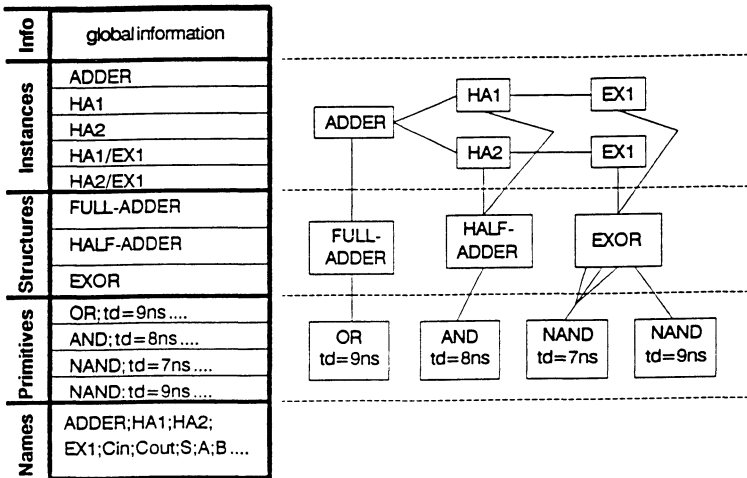 Info
global information
Instances
ADDER
HA1
HA2
HA1/EX1
HA2/EX1
Structures
FULL-ADDER
HALF-ADDER
EXOR
Primitives
OR; td=9ns....
AND; td=8ns....
NAND; td=7ns....
NAND: td=9ns....
Names
ADDER;HA1;HA2;
EX1;Cin;Cout;S;A;B....
ADDER
HA1
EX1
HA2
EX1
FULL-
ADDER
HALF-
ADDER
EXOR
OR
td=9ns
AND
td=8ns
NAND
td=7ns
NAND
td=9ns